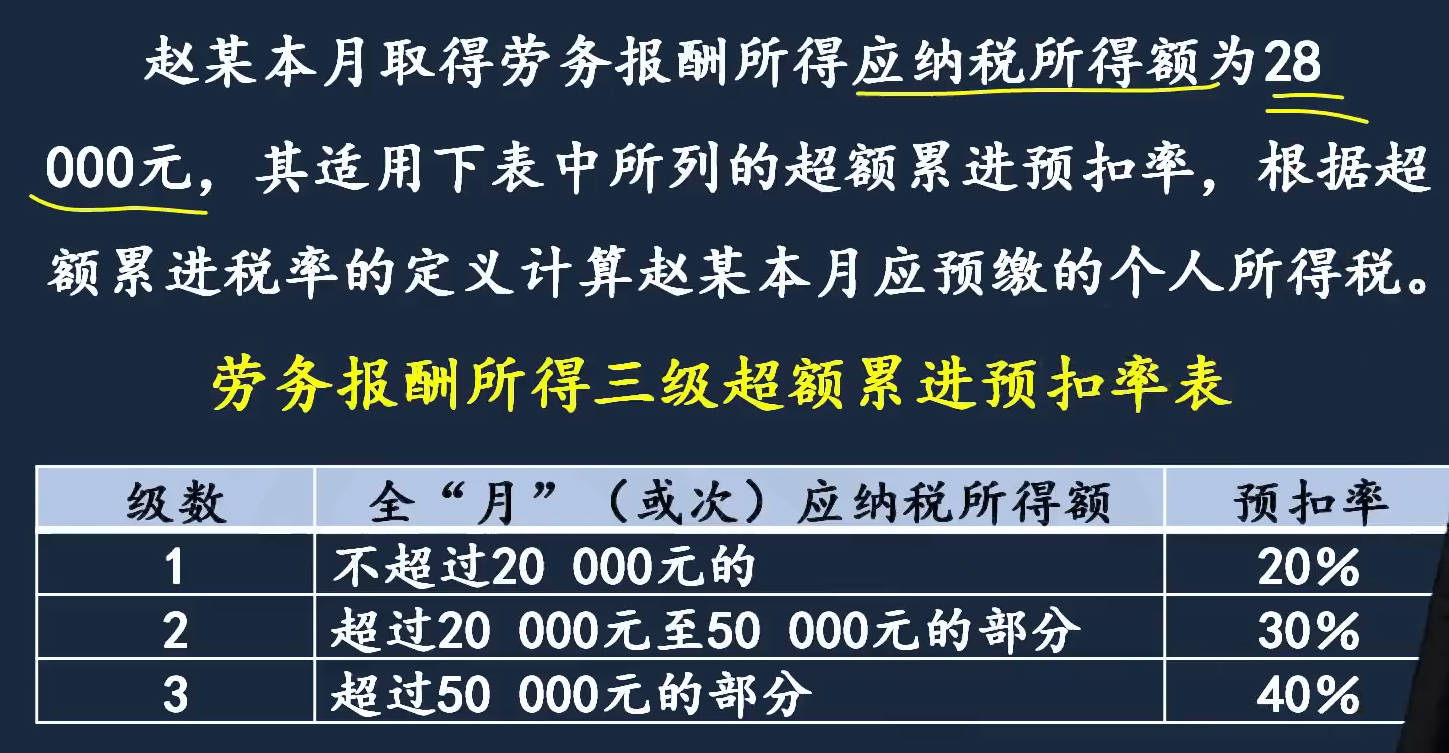 赵某本月取得劳务报酬所得应纳税所得额为28
000元，其适用下表中所列的超额累进预扣率，根据超
额累进税率的定义计算赵某本月应预缴的个人所得税。
劳务报酬所得三级超额累进预扣率表
级数 全“月”（或次）应纳税所得额 预扣率
1 不超过20 000元的 20%
2 超过20 000元至50 000元的部分 30%
3 超过50 000元的部分 40%